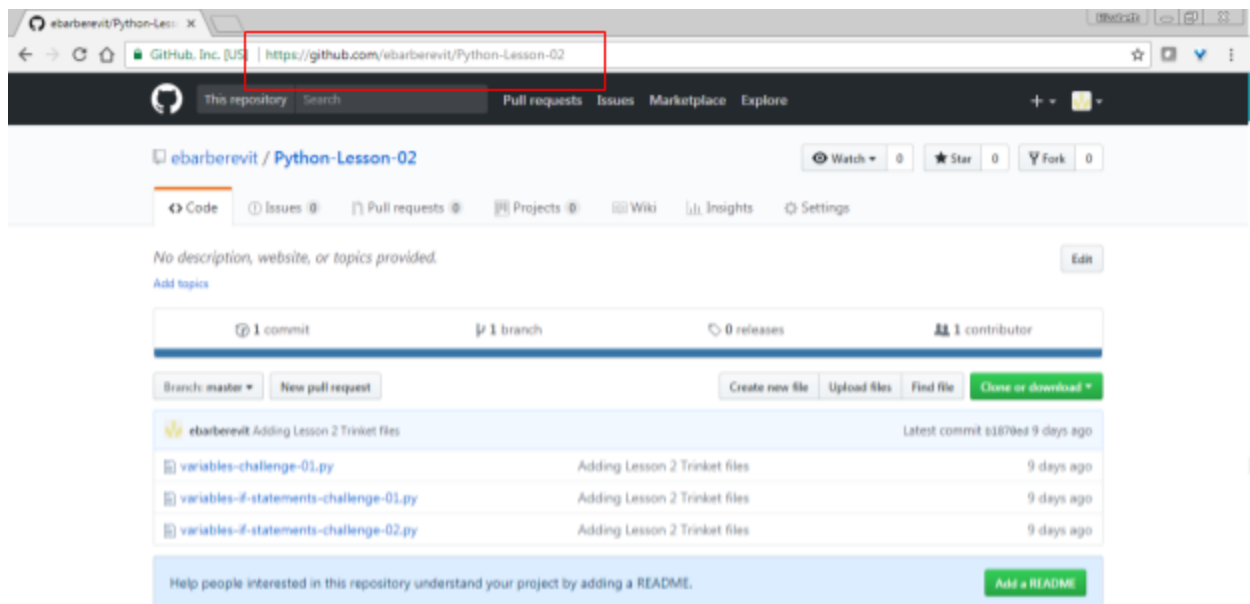 ebarberevit/Python-Less
GitHub, Inc. [US] | https://github.com/ebarberevit/Python-Lesson-02
This repository Search Pull requests Issues Marketplace Explore
ebarberevit / Python-Lesson-02
Watch 0 Star 0 Fork 0
Code Issues 0 Pull requests 0 Projects 0 Wiki Insights Settings
No description, website, or topics provided.
Edit
Add topics
1 commit 1 branch 0 releases 1 contributor
Branch: master New pull request Create new file Upload files Find file Clone or download
ebarberevit Adding Lesson 2 Trinket files Latest commit 9 days ago
variables-challenge-01.py Adding Lesson 2 Trinket files 9 days ago
variables-if-statements-challenge-01.py Adding Lesson 2 Trinket files 9 days ago
variables-if-statements-challenge-02.py Adding Lesson 2 Trinket files 9 days ago
Help people interested in this repository understand your project by adding a README. Add a README